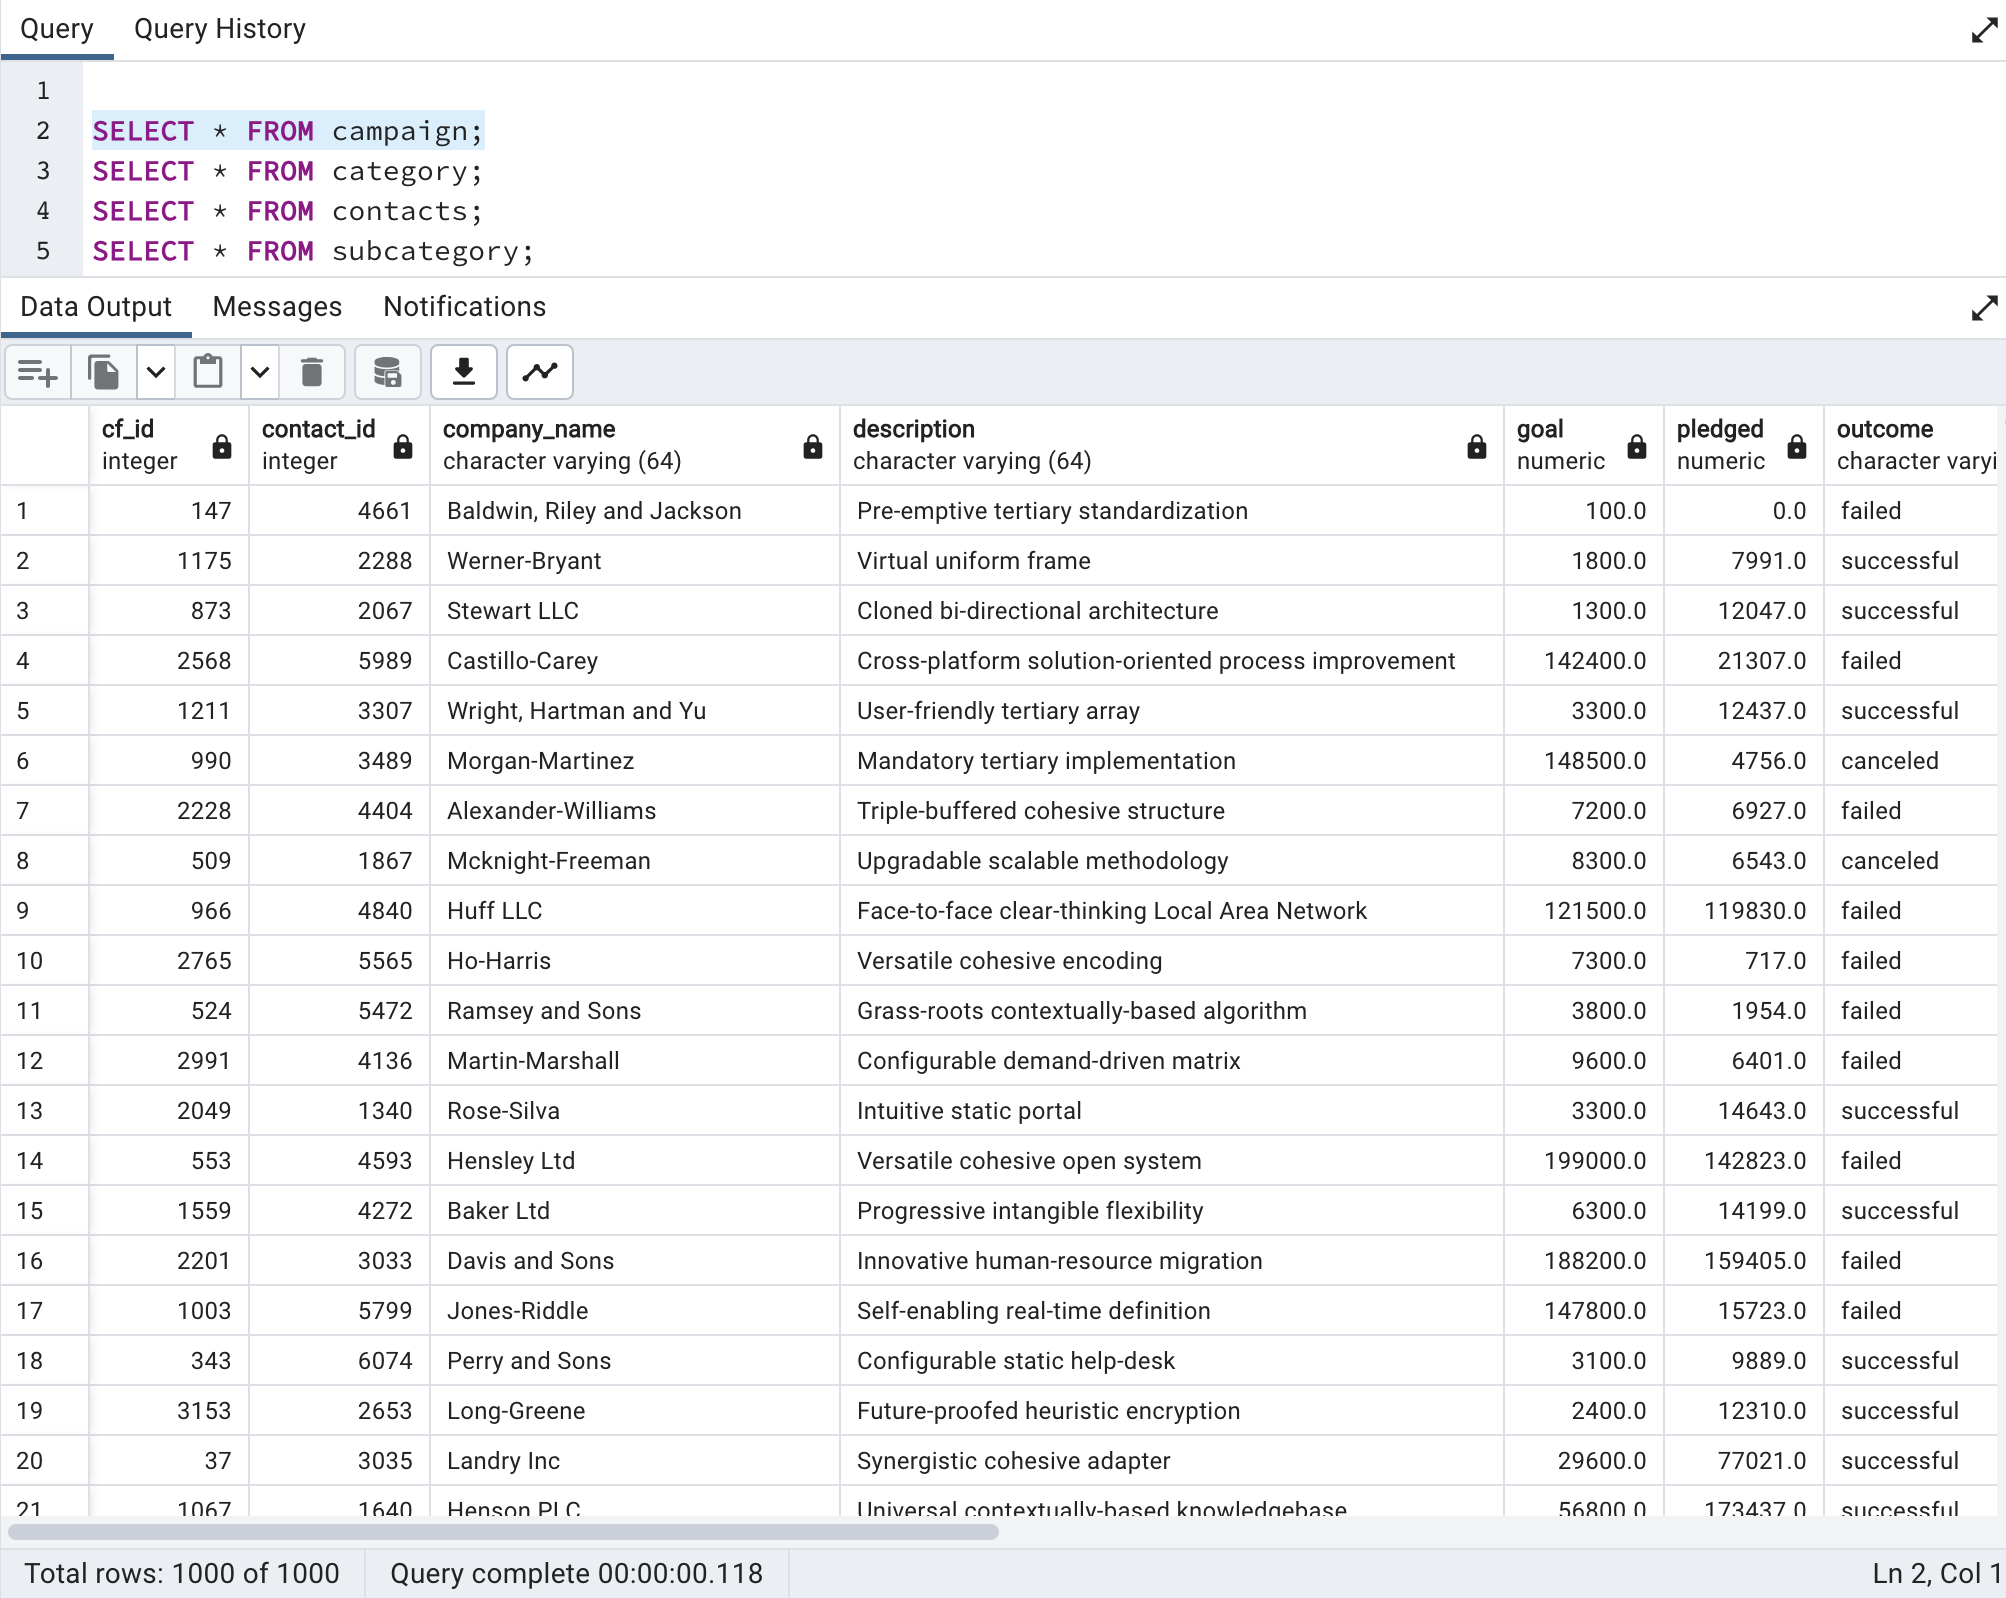 Query Query History
1
2 SELECT * FROM campaign;
3 SELECT * FROM category;
4 SELECT * FROM contacts;
5 SELECT * FROM subcategory;
Data Output Messages Notifications
cf_id contact_id company_name description goal pledged outcome
integer integer character varying (64) character varying (64) numeric numeric character varyi
1 147 4661 Baldwin, Riley and Jackson Pre-emptive tertiary standardization 100.0 0.0 failed
2 1175 2288 Werner-Bryant Virtual uniform frame 1800.0 7991.0 successful
3 873 2067 Stewart LLC Cloned bi-directional architecture 1300.0 12047.0 successful
4 2568 5989 Castillo-Carey Cross-platform solution-oriented process improvement 142400.0 21307.0 failed
5 1211 3307 Wright, Hartman and Yu User-friendly tertiary array 3300.0 12437.0 successful
6 990 3489 Morgan-Martinez Mandatory tertiary implementation 148500.0 4756.0 canceled
7 2228 4404 Alexander-Williams Triple-buffered cohesive structure 7200.0 6927.0 failed
8 509 1867 Mcknight-Freeman Upgradable scalable methodology 8300.0 6543.0 canceled
9 966 4840 Huff LLC Face-to-face clear-thinking Local Area Network 121500.0 119830.0 failed
10 2765 5565 Ho-Harris Versatile cohesive encoding 7300.0 717.0 failed
11 524 5472 Ramsey and Sons Grass-roots contextually-based algorithm 3800.0 1954.0 failed
12 2991 4136 Martin-Marshall Configurable demand-driven matrix 9600.0 6401.0 failed
13 2049 1340 Rose-Silva Intuitive static portal 3300.0 14643.0 successful
14 553 4593 Hensley Ltd Versatile cohesive open system 199000.0 142823.0 failed
15 1559 4272 Baker Ltd Progressive intangible flexibility 6300.0 14199.0 successful
16 2201 3033 Davis and Sons Innovative human-resource migration 188200.0 159405.0 failed
17 1003 5799 Jones-Riddle Self-enabling real-time definition 147800.0 15723.0 failed
18 343 6074 Perry and Sons Configurable static help-desk 3100.0 9889.0 successful
19 3153 2653 Long-Greene Future-proofed heuristic encryption 2400.0 12310.0 successful
20 37 3035 Landry Inc Synergistic cohesive adapter 29600.0 77021.0 successful
21 1067 1640 Henson PLC Universal contextually-based knowledgebase 56800.0 173437.0 successful
Total rows: 1000 of 1000 Query complete 00:00:00.118 Ln 2, Col 1